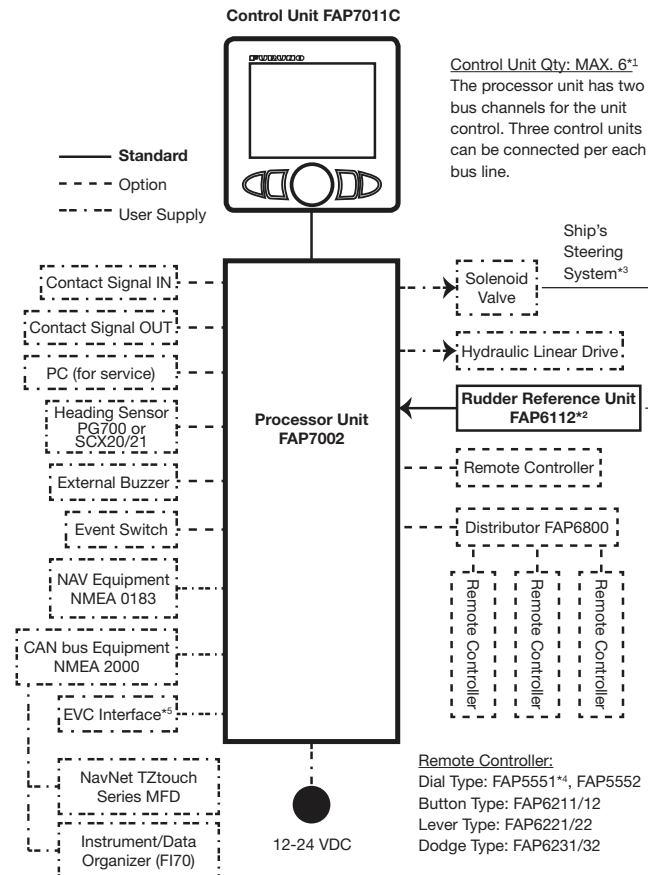 Control Unit FAP7011C
FURUNO
Control Unit Qty: MAX. 6*1
The processor unit has two
bus channels for the unit
control. Three control units
can be connected per each
bus line.
Standard
Option
User Supply
Ship's
Steering
System*3
Contact Signal IN
Contact Signal OUT
PC (for service)
Heading Sensor
PG700 or
SCX20/21
External Buzzer
Event Switch
NAV Equipment
NMEA 0183
CAN bus Equipment
NMEA 2000
EVC Interface*5
NavNet TZtouch
Series MFD
Instrument/Data
Organizer (FI70)
Processor Unit
FAP7002
12-24 VDC
Solenoid
Valve
Hydraulic Linear Drive
Rudder Reference Unit
FAP6112*2
Remote Controller
Distributor FAP6800
Remote Controller
Remote Controller
Remote Controller
Remote Controller:
Dial Type: FAP5551*4, FAP5552
Button Type: FAP6211/12
Lever Type: FAP6221/22
Dodge Type: FAP6231/32